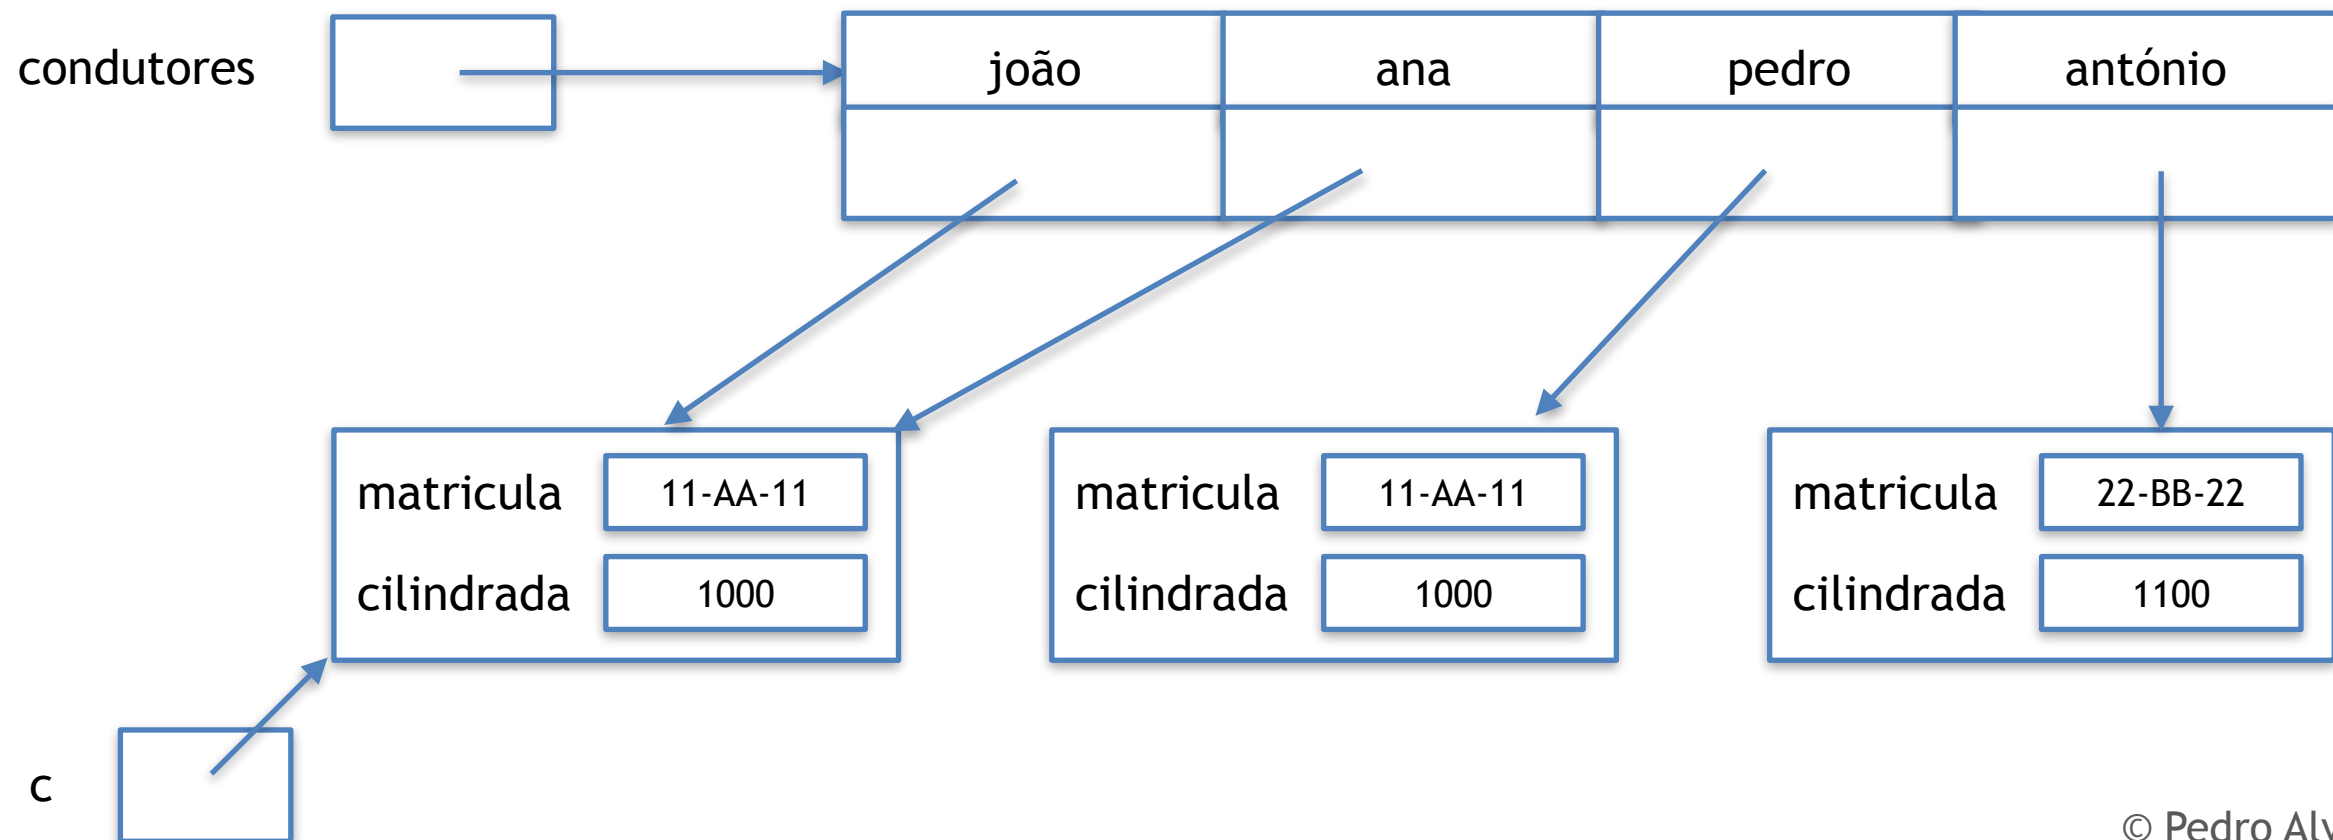 condutores joão ana pedro antónio
matricula 11-AA-11 matricula 11-AA-11 matricula 22-BB-22
cilindrada 1000 cilindrada 1000 cilindrada 1100
c
© Pedro